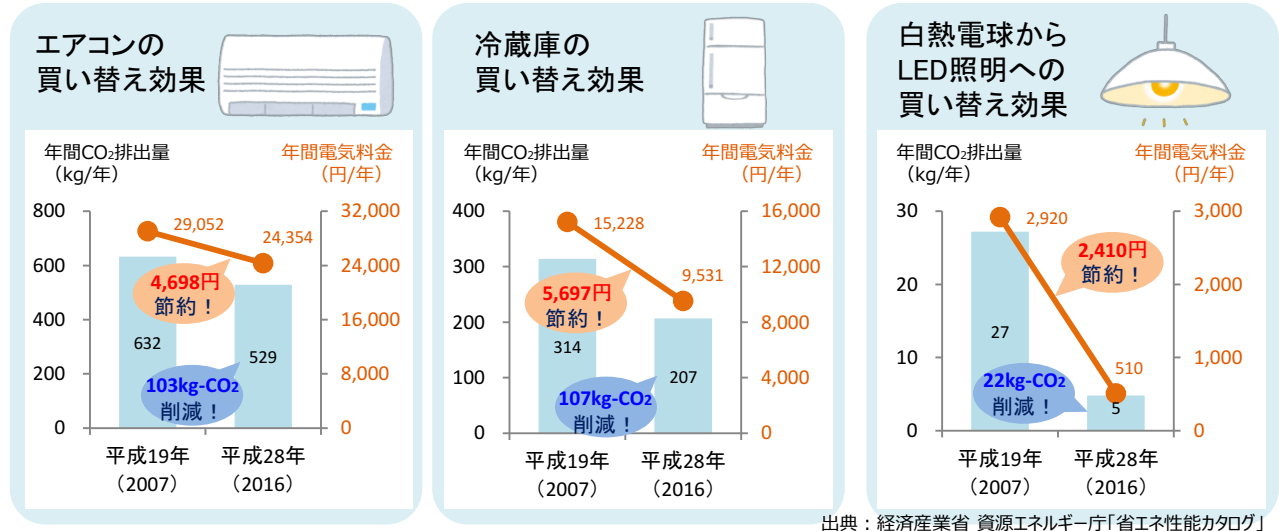 エアコンの
買い替え効果
年間CO₂排出量
(kg/年)
年間電気料金
(円/年)
800
600
400
200
0
32,000
24,000
16,000
8,000
0
29,052
24,354
4,698円
節約！
632
529
103kg-CO₂
削減！
平成19年
(2007)
平成28年
(2016)
冷蔵庫の
買い替え効果
年間CO₂排出量
(kg/年)
年間電気料金
(円/年)
400
300
200
100
0
16,000
12,000
8,000
4,000
0
15,228
9,531
5,697円
節約！
314
207
107kg-CO₂
削減！
平成19年
(2007)
平成28年
(2016)
白熱電球から
LED照明への
買い替え効果
年間CO₂排出量
(kg/年)
年間電気料金
(円/年)
30
20
10
0
3,000
2,000
1,000
0
2,920
510
2,410円
節約！
27
5
22kg-CO₂
削減！
平成19年
(2007)
平成28年
(2016)
出典：経済産業省 資源エネルギー庁「省エネ性能カタログ」